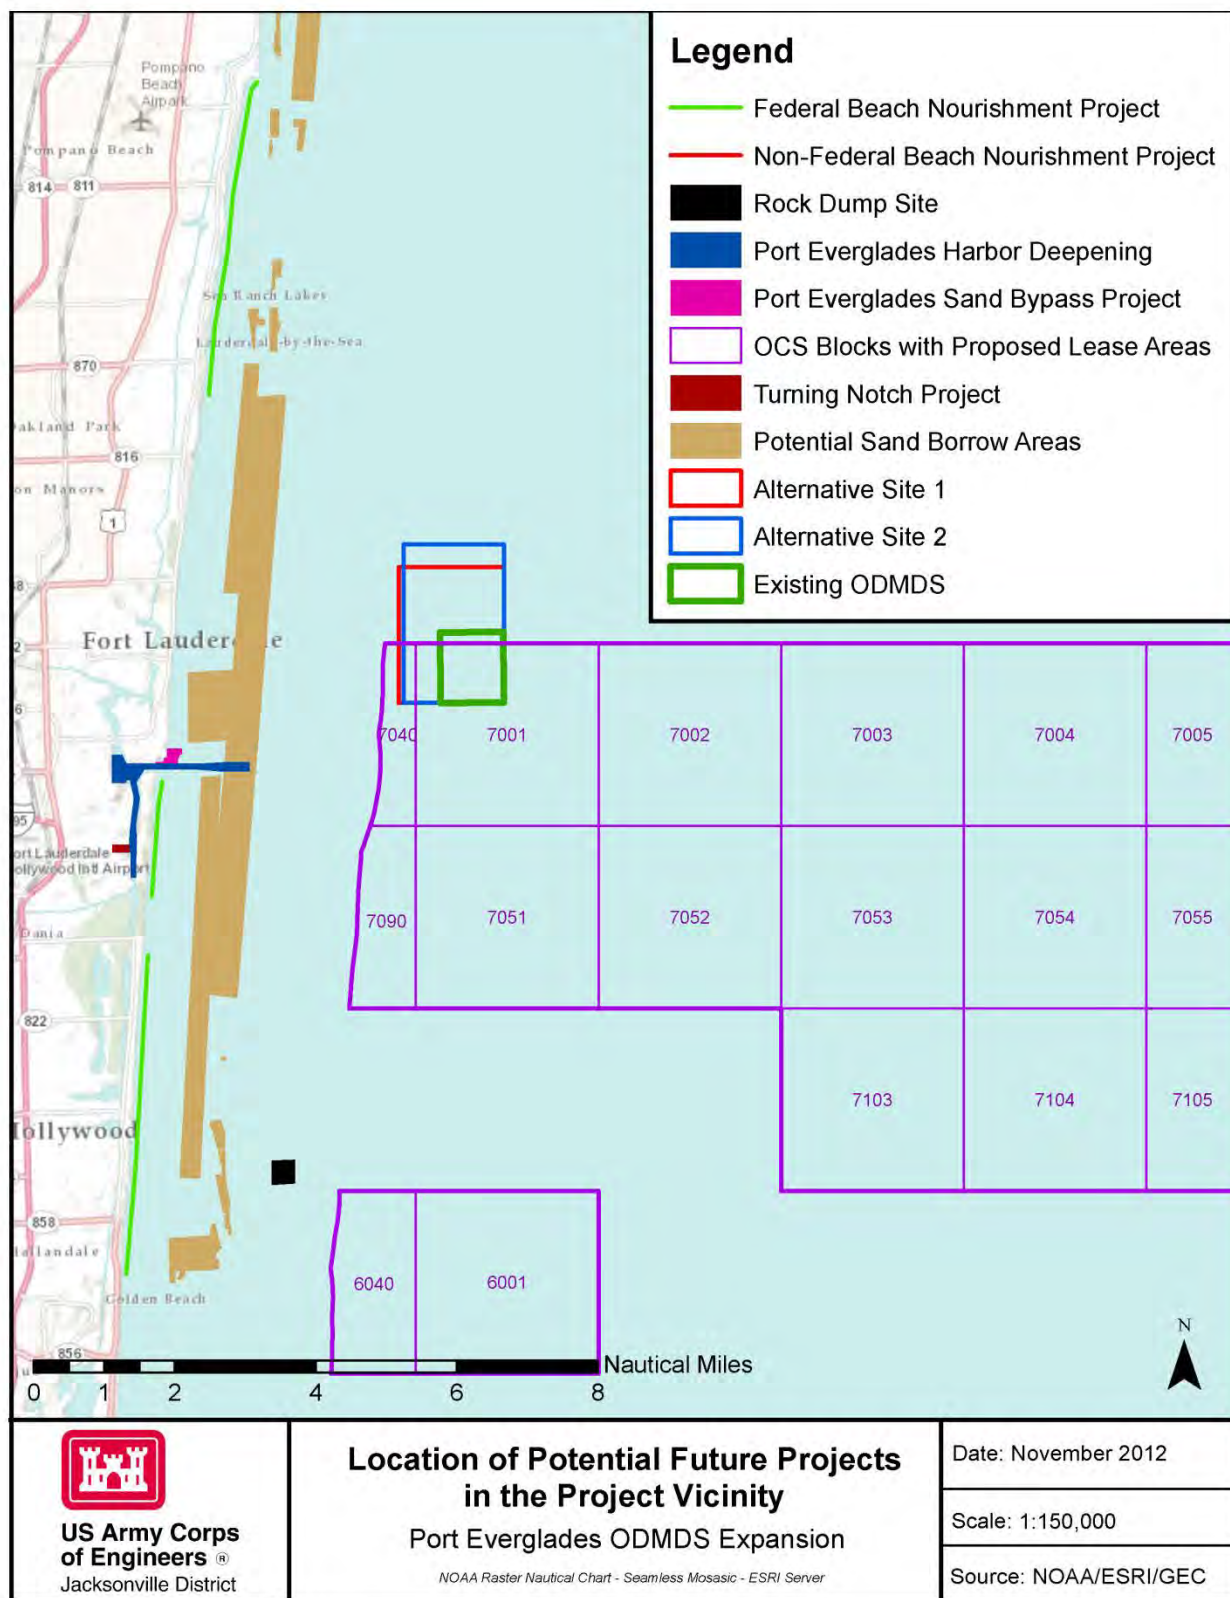 Legend
Federal Beach Nourishment Project
Non-Federal Beach Nourishment Project
Rock Dump Site
Port Everglades Harbor Deepening
Port Everglades Sand Bypass Project
OCS Blocks with Proposed Lease Areas
Turning Notch Project
Potential Sand Borrow Areas
Alternative Site 1
Alternative Site 2
Existing ODMDS
Pompano
Beach
Airpark
Pompano Beach
814
811
Sea Ranch Lakes
Lauderdale-by-the-Sea
870
Oakland Park
816
on Manors
1
Fort Lauderdale
7040
7001
7002
7003
7004
7005
95
ort Lauderdale
ollywood Intl Airport
7090
7051
7052
7053
7054
7055
Dania
822
7103
7104
7105
Hollywood
858
Hallandale
6040
6001
Golden Beach
856
Nautical Miles
0 1 2 4 6 8
N
US Army Corps
of Engineers ®
Jacksonville District
Location of Potential Future Projects
in the Project Vicinity
Port Everglades ODMDS Expansion
NOAA Raster Nautical Chart - Seamless Mosasic - ESRI Server
Date: November 2012
Scale: 1:150,000
Source: NOAA/ESRI/GEC